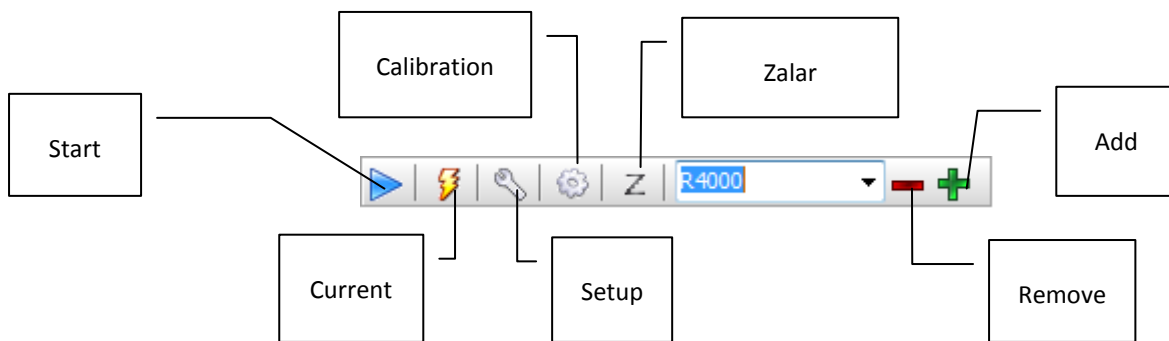 Calibration
Zalar
Start
Add
Z
R4000
Current
Setup
Remove